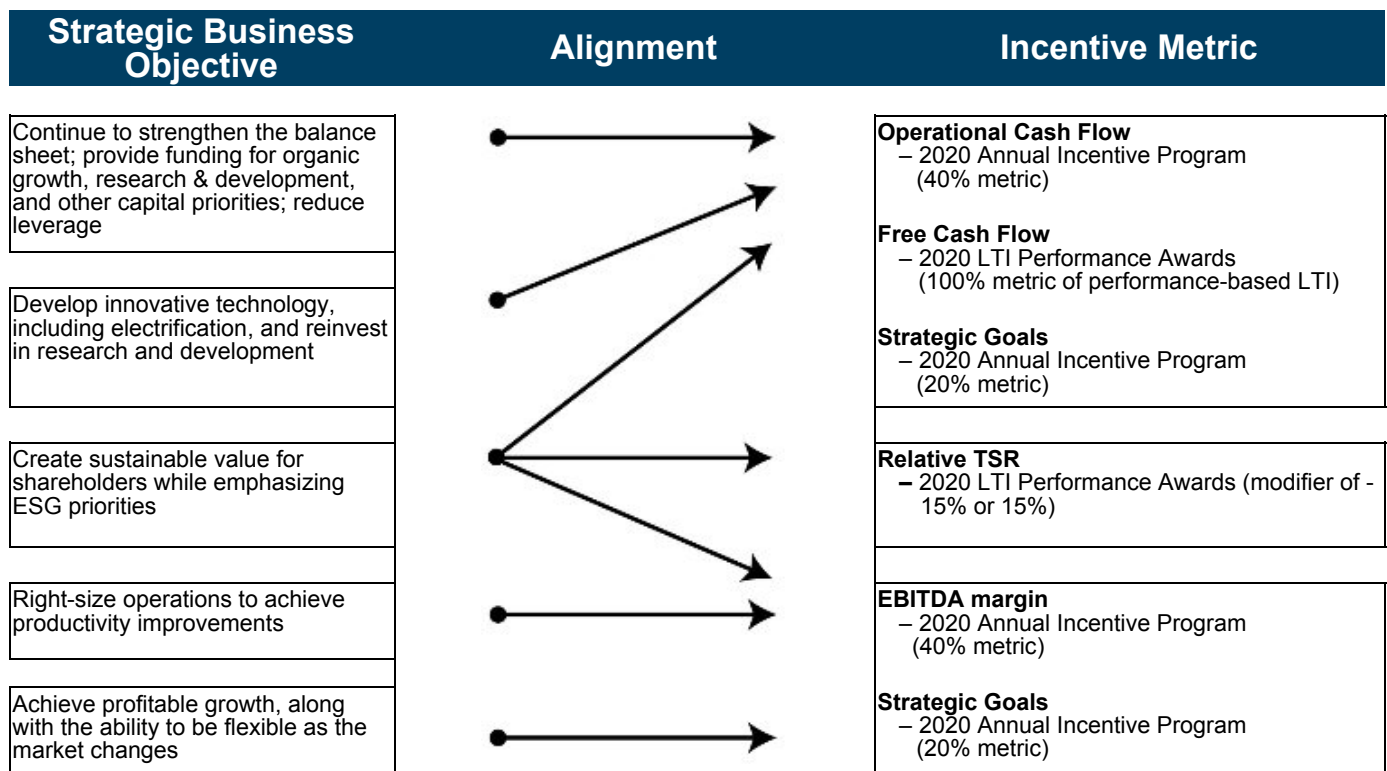 Strategic Business
Objective
Alignment
Incentive Metric
Continue to strengthen the balance
sheet; provide funding for organic
growth, research & development,
and other capital priorities; reduce
leverage
Develop innovative technology,
including electrification, and reinvest
in research and development
Create sustainable value for
shareholders while emphasizing
ESG priorities
Right-size operations to achieve
productivity improvements
Achieve profitable growth, along
with the ability to be flexible as the
market changes
Operational Cash Flow
– 2020 Annual Incentive Program
(40% metric)
Free Cash Flow
– 2020 LTI Performance Awards
(100% metric of performance-based LTI)
Strategic Goals
– 2020 Annual Incentive Program
(20% metric)
Relative TSR
– 2020 LTI Performance Awards (modifier of -
15% or 15%)
EBITDA margin
– 2020 Annual Incentive Program
(40% metric)
Strategic Goals
– 2020 Annual Incentive Program
(20% metric)